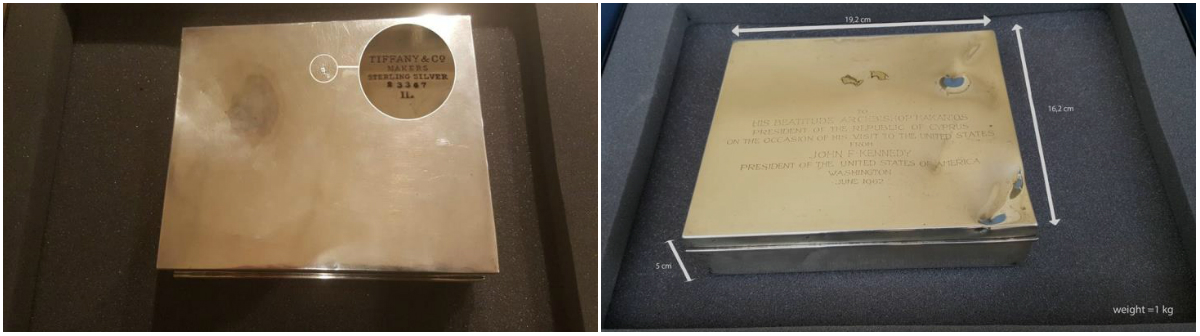 TIFFANY & CO
MAKERS
STERLING SILVER
19,2 cm
16,2 cm
TO
HIS BEATITUDE ARCHBISHOP MAKARIOS
PRESIDENT OF THE REPUBLIC OF CYPRUS
ON THE OCCASION OF HIS VISIT TO THE UNITED STATES
FROM
JOHN F. KENNEDY
PRESIDENT OF THE UNITED STATES OF AMERICA
WASHINGTON
JUNE 1962
5 cm
weight =1 kg